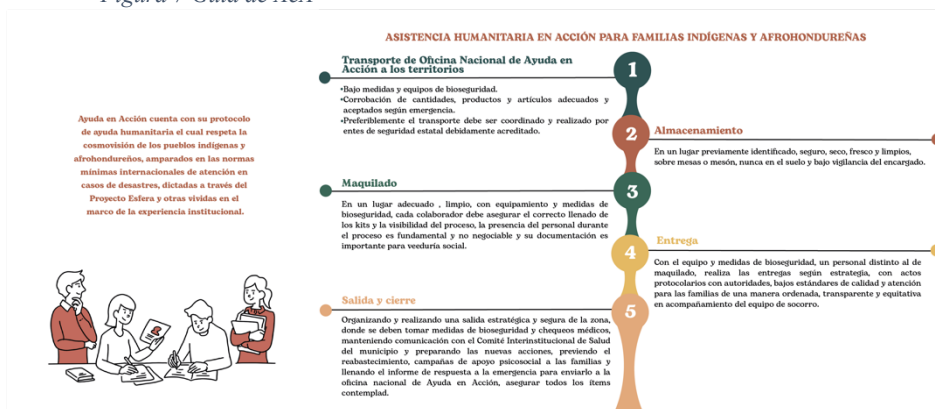 Figura 7 Guía de AeA
ASISTENCIA HUMANITARIA EN ACCIÓN PARA FAMILIAS INDÍGENAS Y AFROHONDUREÑAS
Ayuda en Acción cuenta con su protocolo
de ayuda humanitaria el cual respeta la
cosmovisión de los pueblos indígenas y
afrohondureños, amparados en las normas
mínimas internacionales de atención en
casos de desastres, dictadas a través del
Proyecto Esfera y otras vividas en el
marco de la experiencia institucional.
Transporte de Oficina Nacional de Ayuda en
Acción a los territorios
•Bajo medidas y equipos de bioseguridad.
•Corrobación de cantidades, productos y artículos adecuados y
aceptados según emergencia.
•Preferiblemente el transporte debe ser coordinado y realizado por
entes de seguridad estatal debidamente acreditado.
1
2
Almacenamiento
En un lugar previamente identificado, seguro, seco, fresco y limpios,
sobre mesas o mesón, nunca en el suelo y bajo vigilancia del encargado.
Maquilado
3
En un lugar adecuado , limpio, con equipamiento y medidas de
bioseguridad, cada colaborador debe asegurar el correcto llenado de
los kits y la visibilidad del proceso, la presencia del personal durante
el proceso es fundamental y no negociable y su documentación es
importante para veeduría social.
4
Entrega
Con el equipo y medidas de bioseguridad, un personal distinto al de
maquilado, realiza las entregas según estrategia, con actos
protocolarios con autoridades, bajos estándares de calidad y atención
para las familias de una manera ordenada, transparente y equitativa
en acompañamiento del equipo de socorro.
Salida y cierre
5
Organizando y realizando una salida estratégica y segura de la zona,
donde se deben tomar medidas de bioseguridad y chequeos médicos,
manteniendo comunicación con el Comité Interinstitucional de Salud
del municipio y preparando las nuevas acciones, previendo el
reabastecimiento, campañas de apoyo psicosocial a las familias y
llenando el informe de respuesta a la emergencia para enviarlo a la
oficina nacional de Ayuda en Acción, asegurar todos los ítems
contemplad.